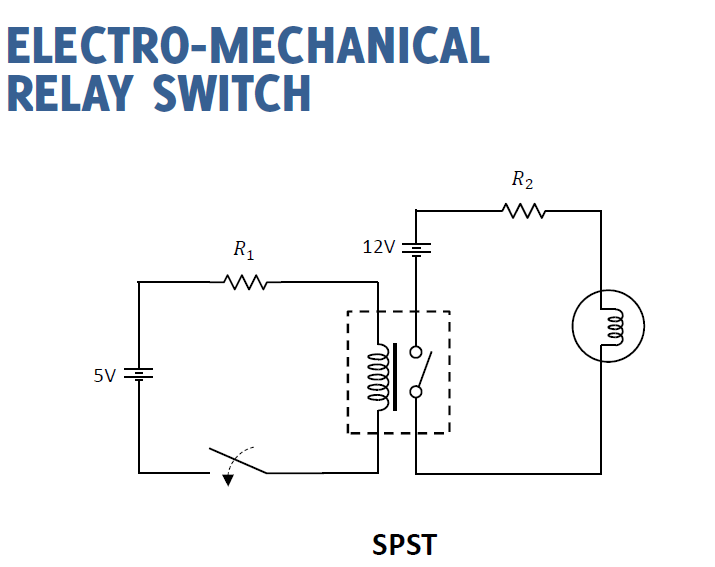 ELECTRO-MECHANICAL
RELAY SWITCH
R₂
12V
R₁
5V
SPST